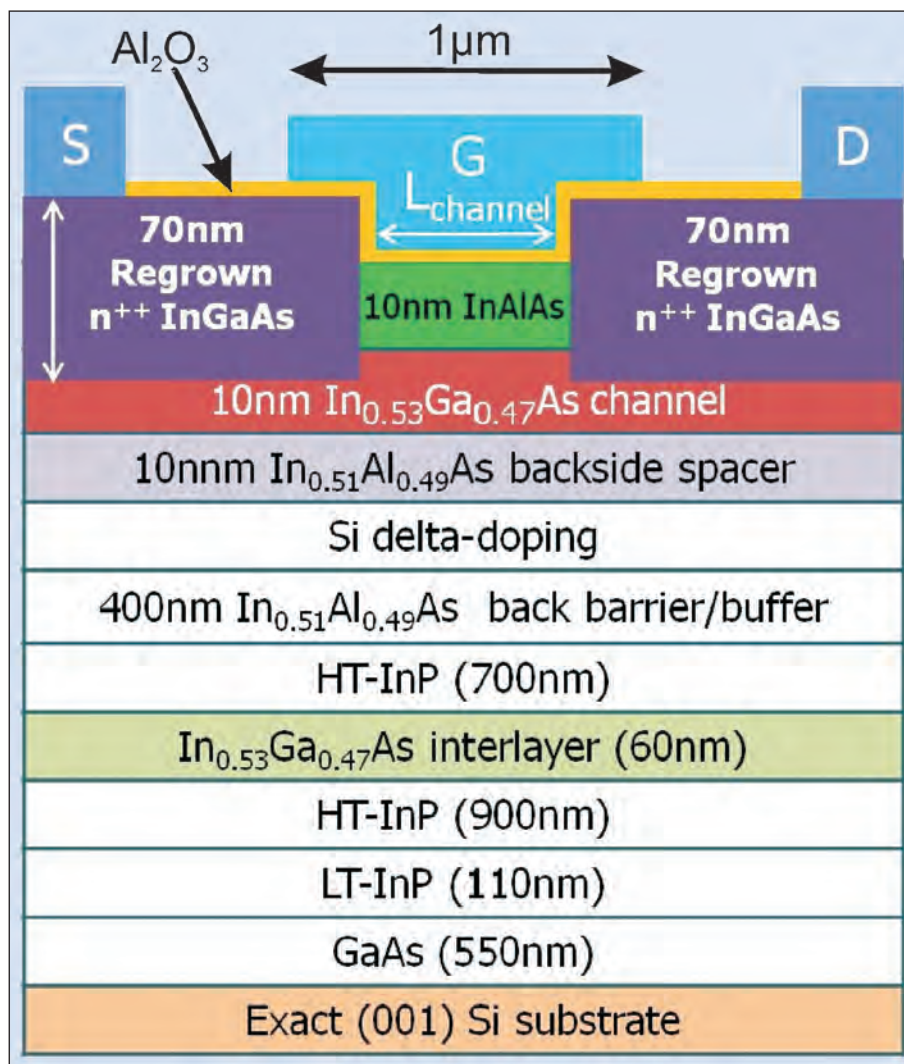 Al₂O₃
1μm
S
G
D
Lchannel
70nm
Regrown
n⁺⁺ InGaAs
10nm InAlAs
70nm
Regrown
n⁺⁺ InGaAs
10nm In₀.₅₃Ga₀.₄₇As channel
10nnm In₀.₅₁Al₀.₄₉As backside spacer
Si delta-doping
400nm In₀.₅₁Al₀.₄₉As back barrier/buffer
HT-InP (700nm)
In₀.₅₃Ga₀.₄₇As interlayer (60nm)
HT-InP (900nm)
LT-InP (110nm)
GaAs (550nm)
Exact (001) Si substrate